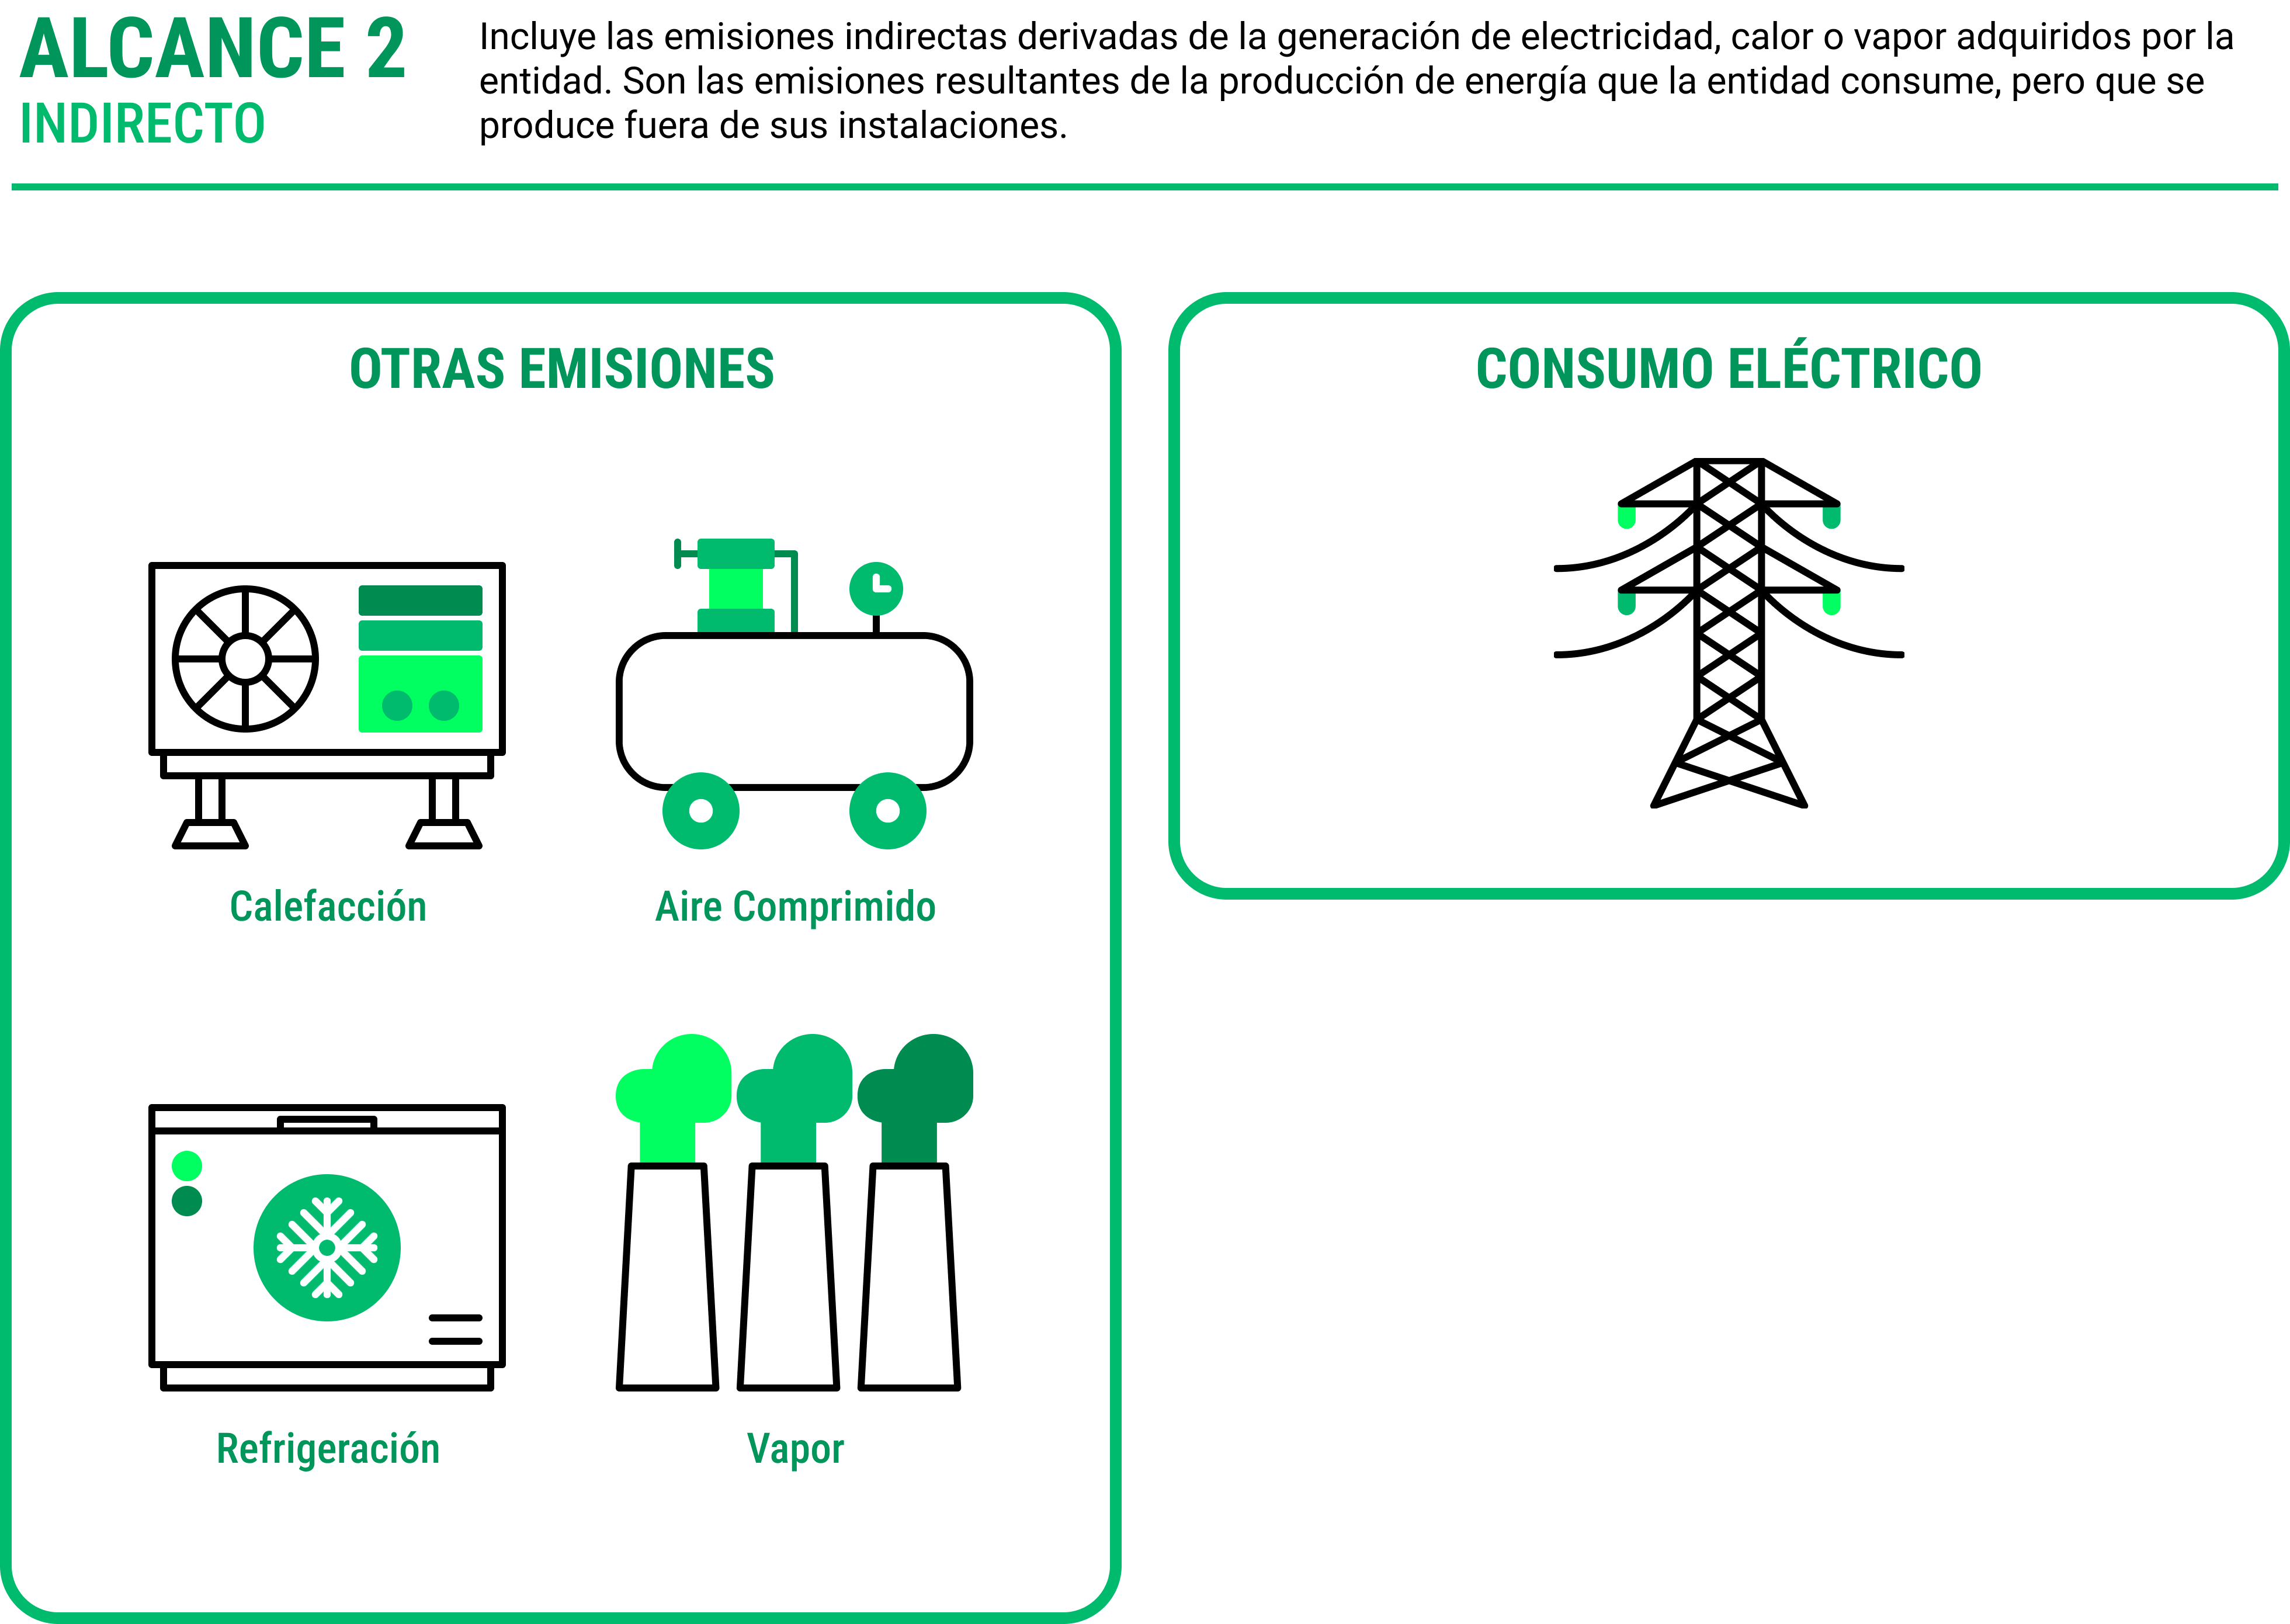 ALCANCE 2
INDIRECTO
Incluye las emisiones indirectas derivadas de la generación de electricidad, calor o vapor adquiridos por la
entidad. Son las emisiones resultantes de la producción de energía que la entidad consume, pero que se
produce fuera de sus instalaciones.
OTRAS EMISIONES
Calefacción
Aire Comprimido
Refrigeración
Vapor
CONSUMO ELÉCTRICO